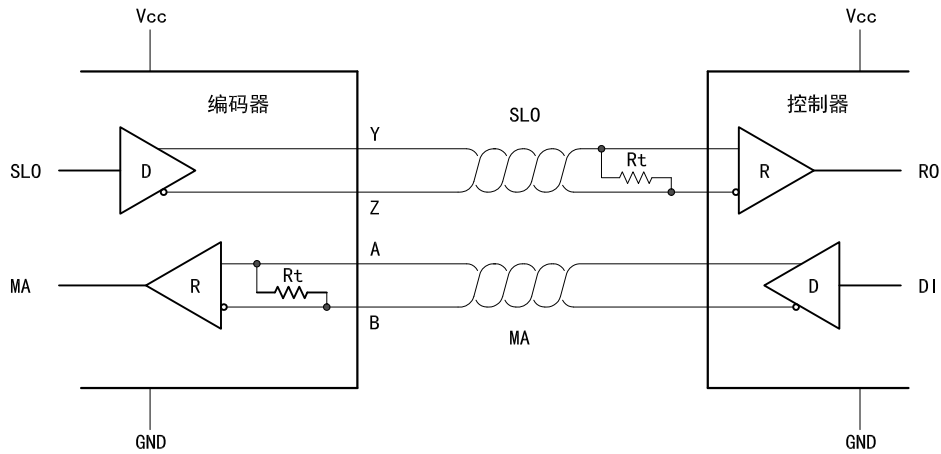 Vcc
Vcc
编码器
控制器
SLO
Y
Rt
SLO
D
R
RO
Z
A
Rt
MA
R
D
DI
B
MA
GND
GND